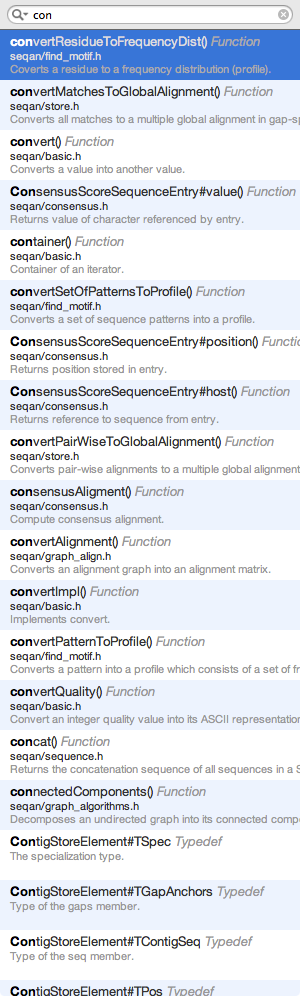 con
convertResidueToFrequencyDist() Function
seqan/find_motif.h
Coverts a residue to a frequency distribution (profile).
convertMatchesToGlobalAlignment() Function
seqan/store.h
Converts all matches to a multiple global alignment in gap-sp
convert() Function
seqan/basic.h
Converts a value into another value.
ConsensusScoreSequenceEntry#value() Function
seqan/consensus.h
Returns value of character referenced by entry.
container() Function
seqan/basic.h
Container of an iterator.
convertSetOfPatternsToProfile() Function
seqan/find_motif.h
Converts a set of sequence patterns into a profile.
ConsensusScoreSequenceEntry#position() Functio
seqan/consensus.h
Returns position stored in entry.
ConsensusScoreSequenceEntry#host() Function
seqan/consensus.h
Returns reference to sequence from entry.
convertPairWiseToGlobalAlignment() Function
seqan/store.h
Converts pair-wise alignments to a multiple global alignment
consensusAligment() Function
seqan/consensus.h
Compute consensus alignment.
convertAlignment() Function
seqan/graph_align.h
Converts an alignment graph into an alignment matrix.
convertImpl() Function
seqan/basic.h
Implements convert.
convertPatternToProfile() Function
seqan/find_motif.h
Converts a pattern into a profile which consists of a set of fr
convertQuality() Function
seqan/basic.h
Convert an integer quality value into its ASCII representation
concat() Function
seqan/sequence.h
Returns the concatenation sequence of all sequences in a S
connectedComponents() Function
seqan/graph_algorithms.h
Decomposes an undirected graph into its connected comp
ContigStoreElement#TSpec Typedef
The specialization type.
ContigStoreElement#TGapAnchors Typedef
Type of the gaps member.
ContigStoreElement#TContigSeq Typedef
Type of the seq member.
ContigStoreElement#TPos Typedef